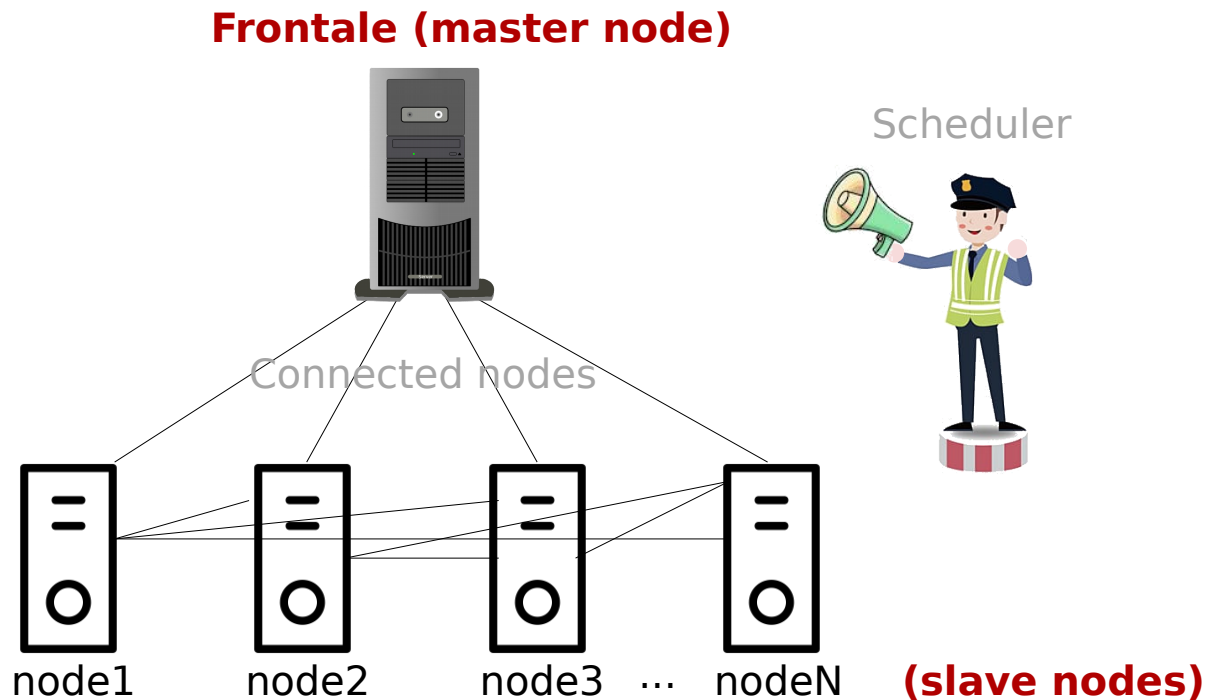 Frontale (master node)
Scheduler
Connected nodes
node1 node2 node3 ... nodeN (slave nodes)